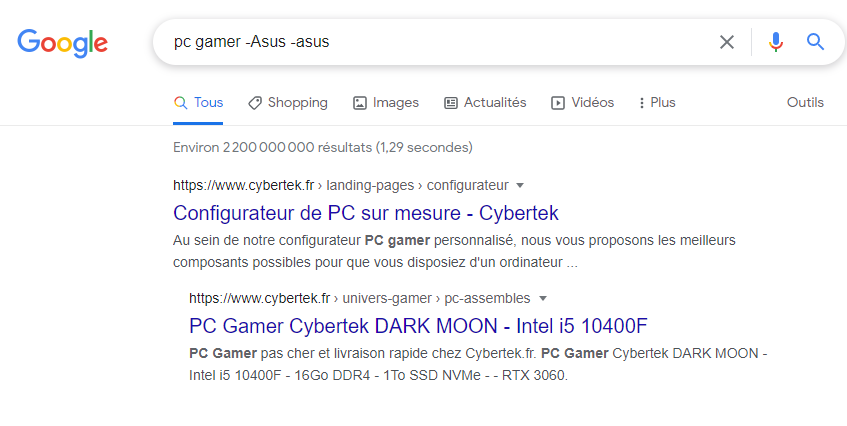 Google
pc gamer -Asus -asus
Tous Shopping Images Actualités Vidéos Plus Outils
Environ 2 200 000 000 résultats (1,29 secondes)
https://www.cybertek.fr › landing-pages › configurateur
Configurateur de PC sur mesure - Cybertek
Au sein de notre configurateur PC gamer personnalisé, nous vous proposons les meilleurs
composants possibles pour que vous disposiez d'un ordinateur ...
https://www.cybertek.fr › univers-gamer › pc-assembles
PC Gamer Cybertek DARK MOON - Intel i5 10400F
PC Gamer pas cher et livraison rapide chez Cybertek.fr. PC Gamer Cybertek DARK MOON -
Intel i5 10400F - 16Go DDR4 - 1To SSD NVMe - - RTX 3060.